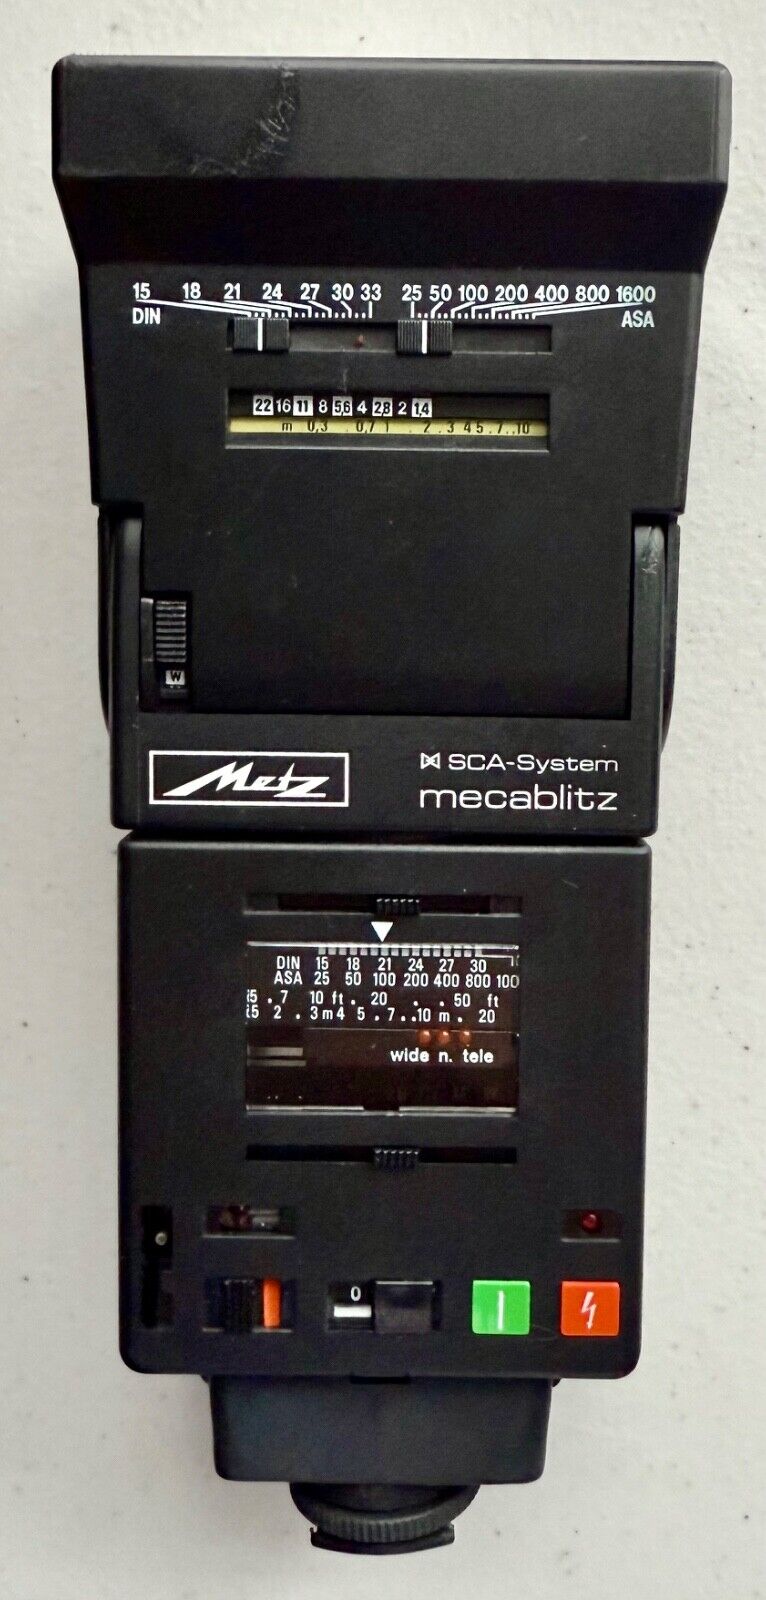 15 18 21 24 27 30 33 25 50 100 200 400 800 1600
DIN ASA
22 16 11 8 5,6 4 2,8 2 1,4
m 0,3 . 0,7 1 . 2 . 3 4 5 . 7 . . 10
W
Metz
SCA-System
mecablitz
DIN 15 18 21 24 27 30
ASA 25 50 100 200 400 800 100
5 . 7 10 ft . 20 . . . 50 ft
5 2 . 3 m 4 5 . 7 . . 10 m . 20
wide n. tele
0
I